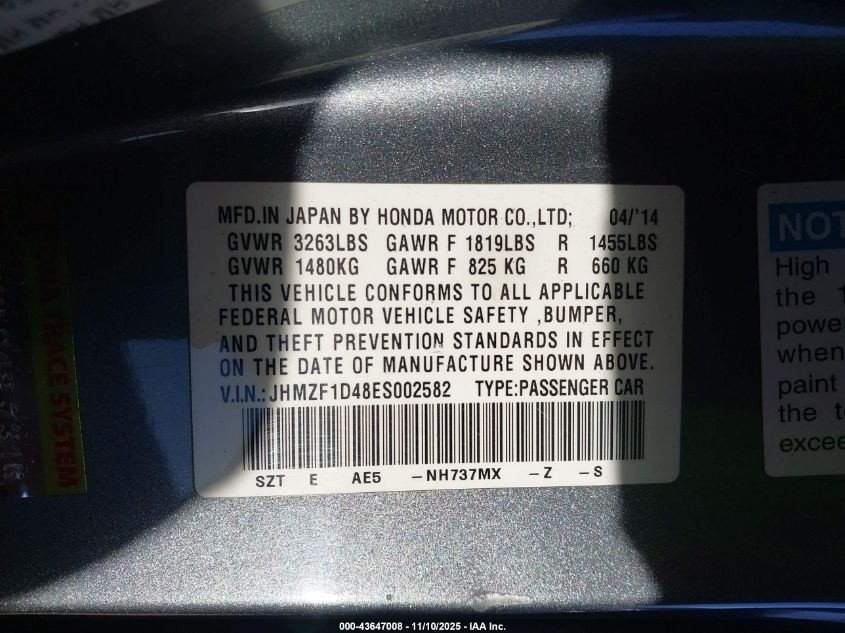 MFD.IN JAPAN BY HONDA MOTOR CO.,LTD; 04/'14
GVWR 3263LBS GAWR F 1819LBS R 1455LBS
GVWR 1480KG GAWR F 825 KG R 660 KG
THIS VEHICLE CONFORMS TO ALL APPLICABLE
FEDERAL MOTOR VEHICLE SAFETY ,BUMPER,
AND THEFT PREVENTION STANDARDS IN EFFECT
ON THE DATE OF MANUFACTURE SHOWN ABOVE.
V.I.N.:JHMZF1D48ES002582 TYPE:PASSENGER CAR
SZT E AE5 -NH737MX -Z -S
NOT
High
the
powe
when
paint
the t
excee
TRACE SYSTEM
000-43647008 - 11/10/2025 - IAA Inc.